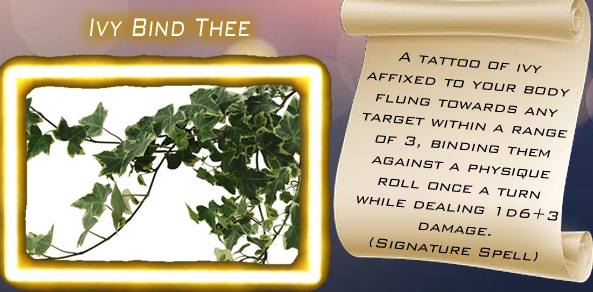 Ivy Bind Thee
A tattoo of ivy
affixed to your body
flung towards any
target within a range
of 3, binding them
against a physique
roll once a turn
while dealing 1d6+3
damage.
(Signature Spell)